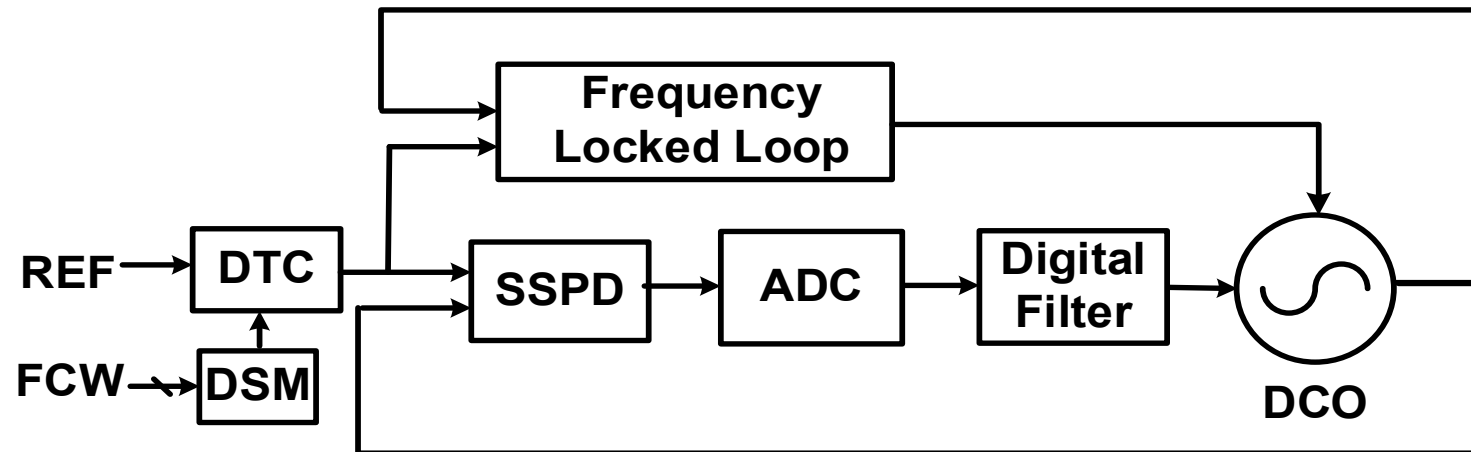 Frequency
Locked Loop
REF
DTC
SSPD
ADC
Digital
Filter
FCW
DSM
DCO